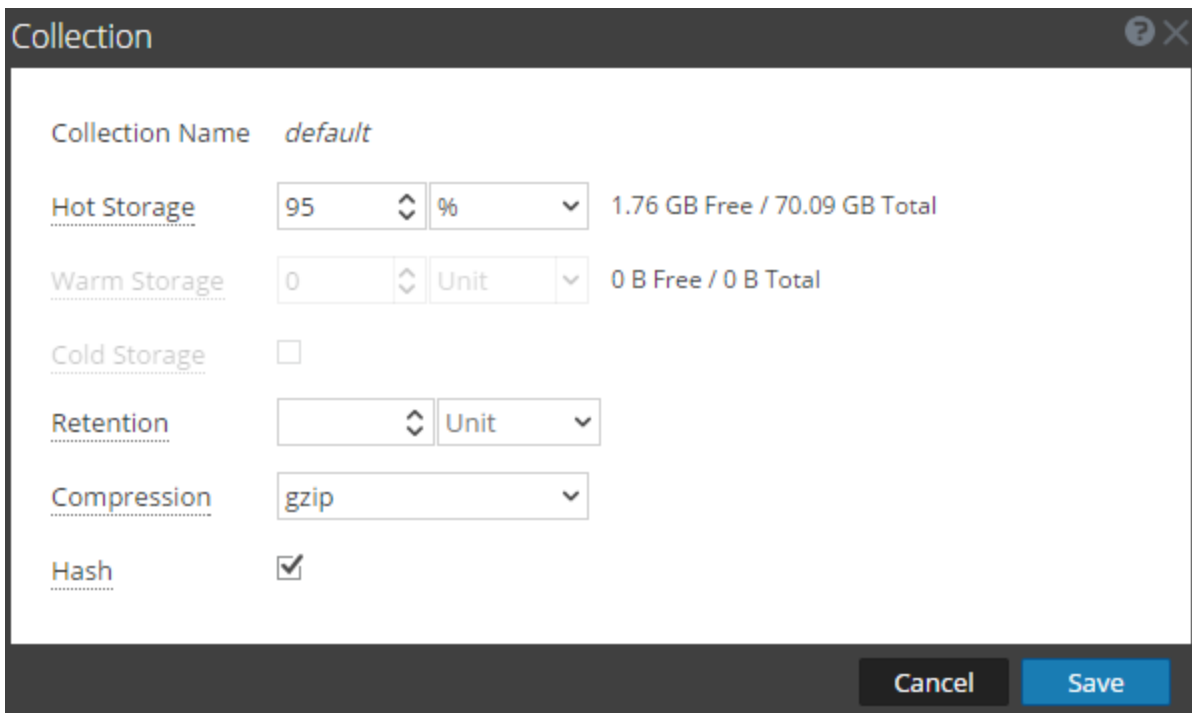 Collection
Collection Name default
Hot Storage 95 % 1.76 GB Free / 70.09 GB Total
Warm Storage 0 Unit 0 B Free / 0 B Total
Cold Storage
Retention Unit
Compression gzip
Hash
Cancel Save